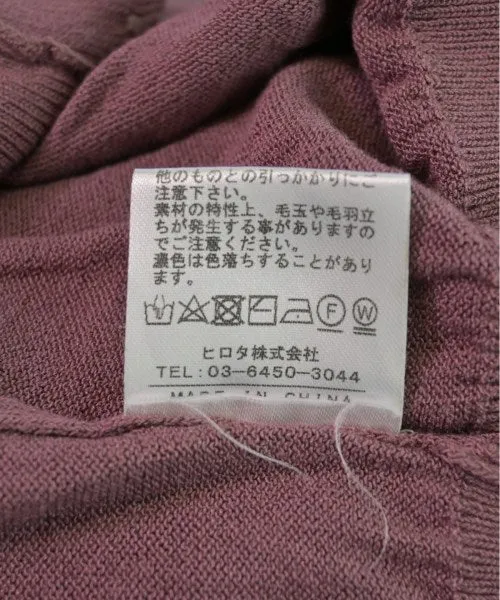 他のものとの引っかかりにご
注意下さい。
素材の特性上、毛玉や毛羽立
ちが発生する事がありますの
でご注意ください。
濃色は色落ちすることがあり
ます。
F W
ヒロタ株式会社
TEL:03-6450-3044
MADE IN CHINA